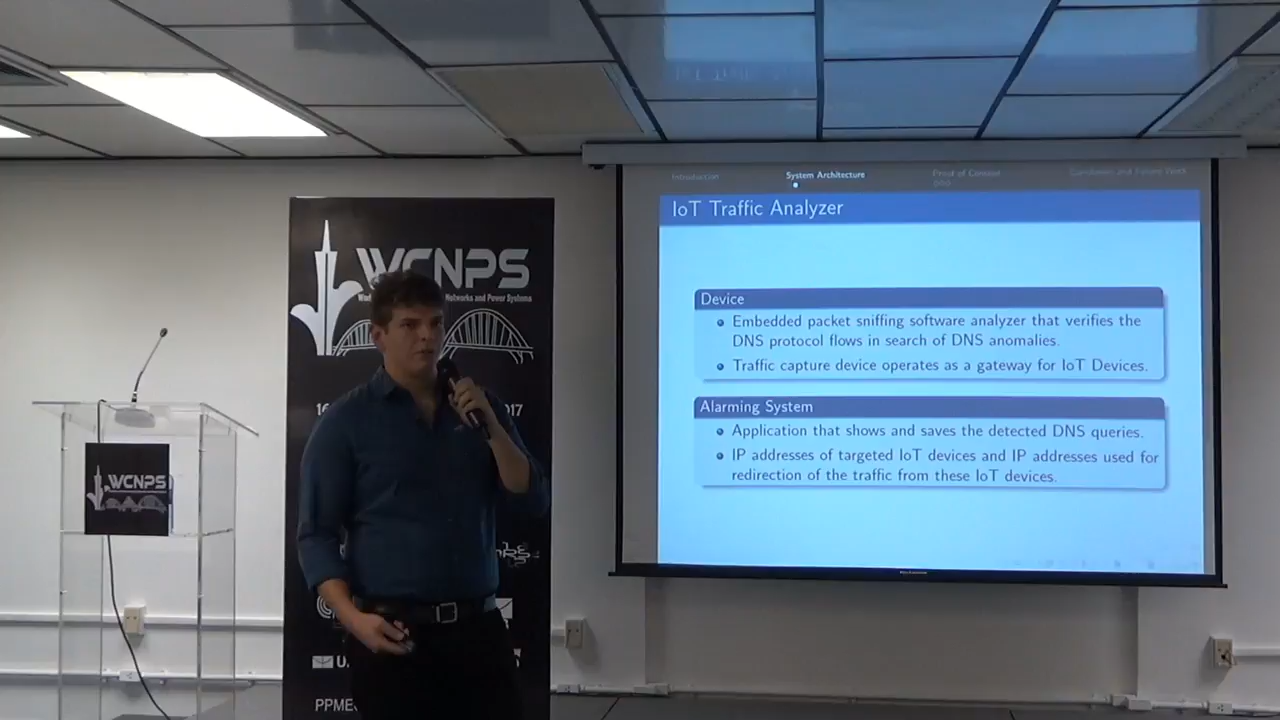 Introduction
System Architecture
Proof of Concept
Conclusion and Future Work
IoT Traffic Analyzer
Device
Embedded packet sniffing software analyzer that verifies the
DNS protocol flows in search of DNS anomalies.
Traffic capture device operates as a gateway for IoT Devices.
Alarming System
Application that shows and saves the detected DNS queries.
IP addresses of targeted IoT devices and IP addresses used for
redirection of the traffic from these IoT devices.
WCNPS
Networks and Power Systems
16
2017
U.
PPME
WCNPS